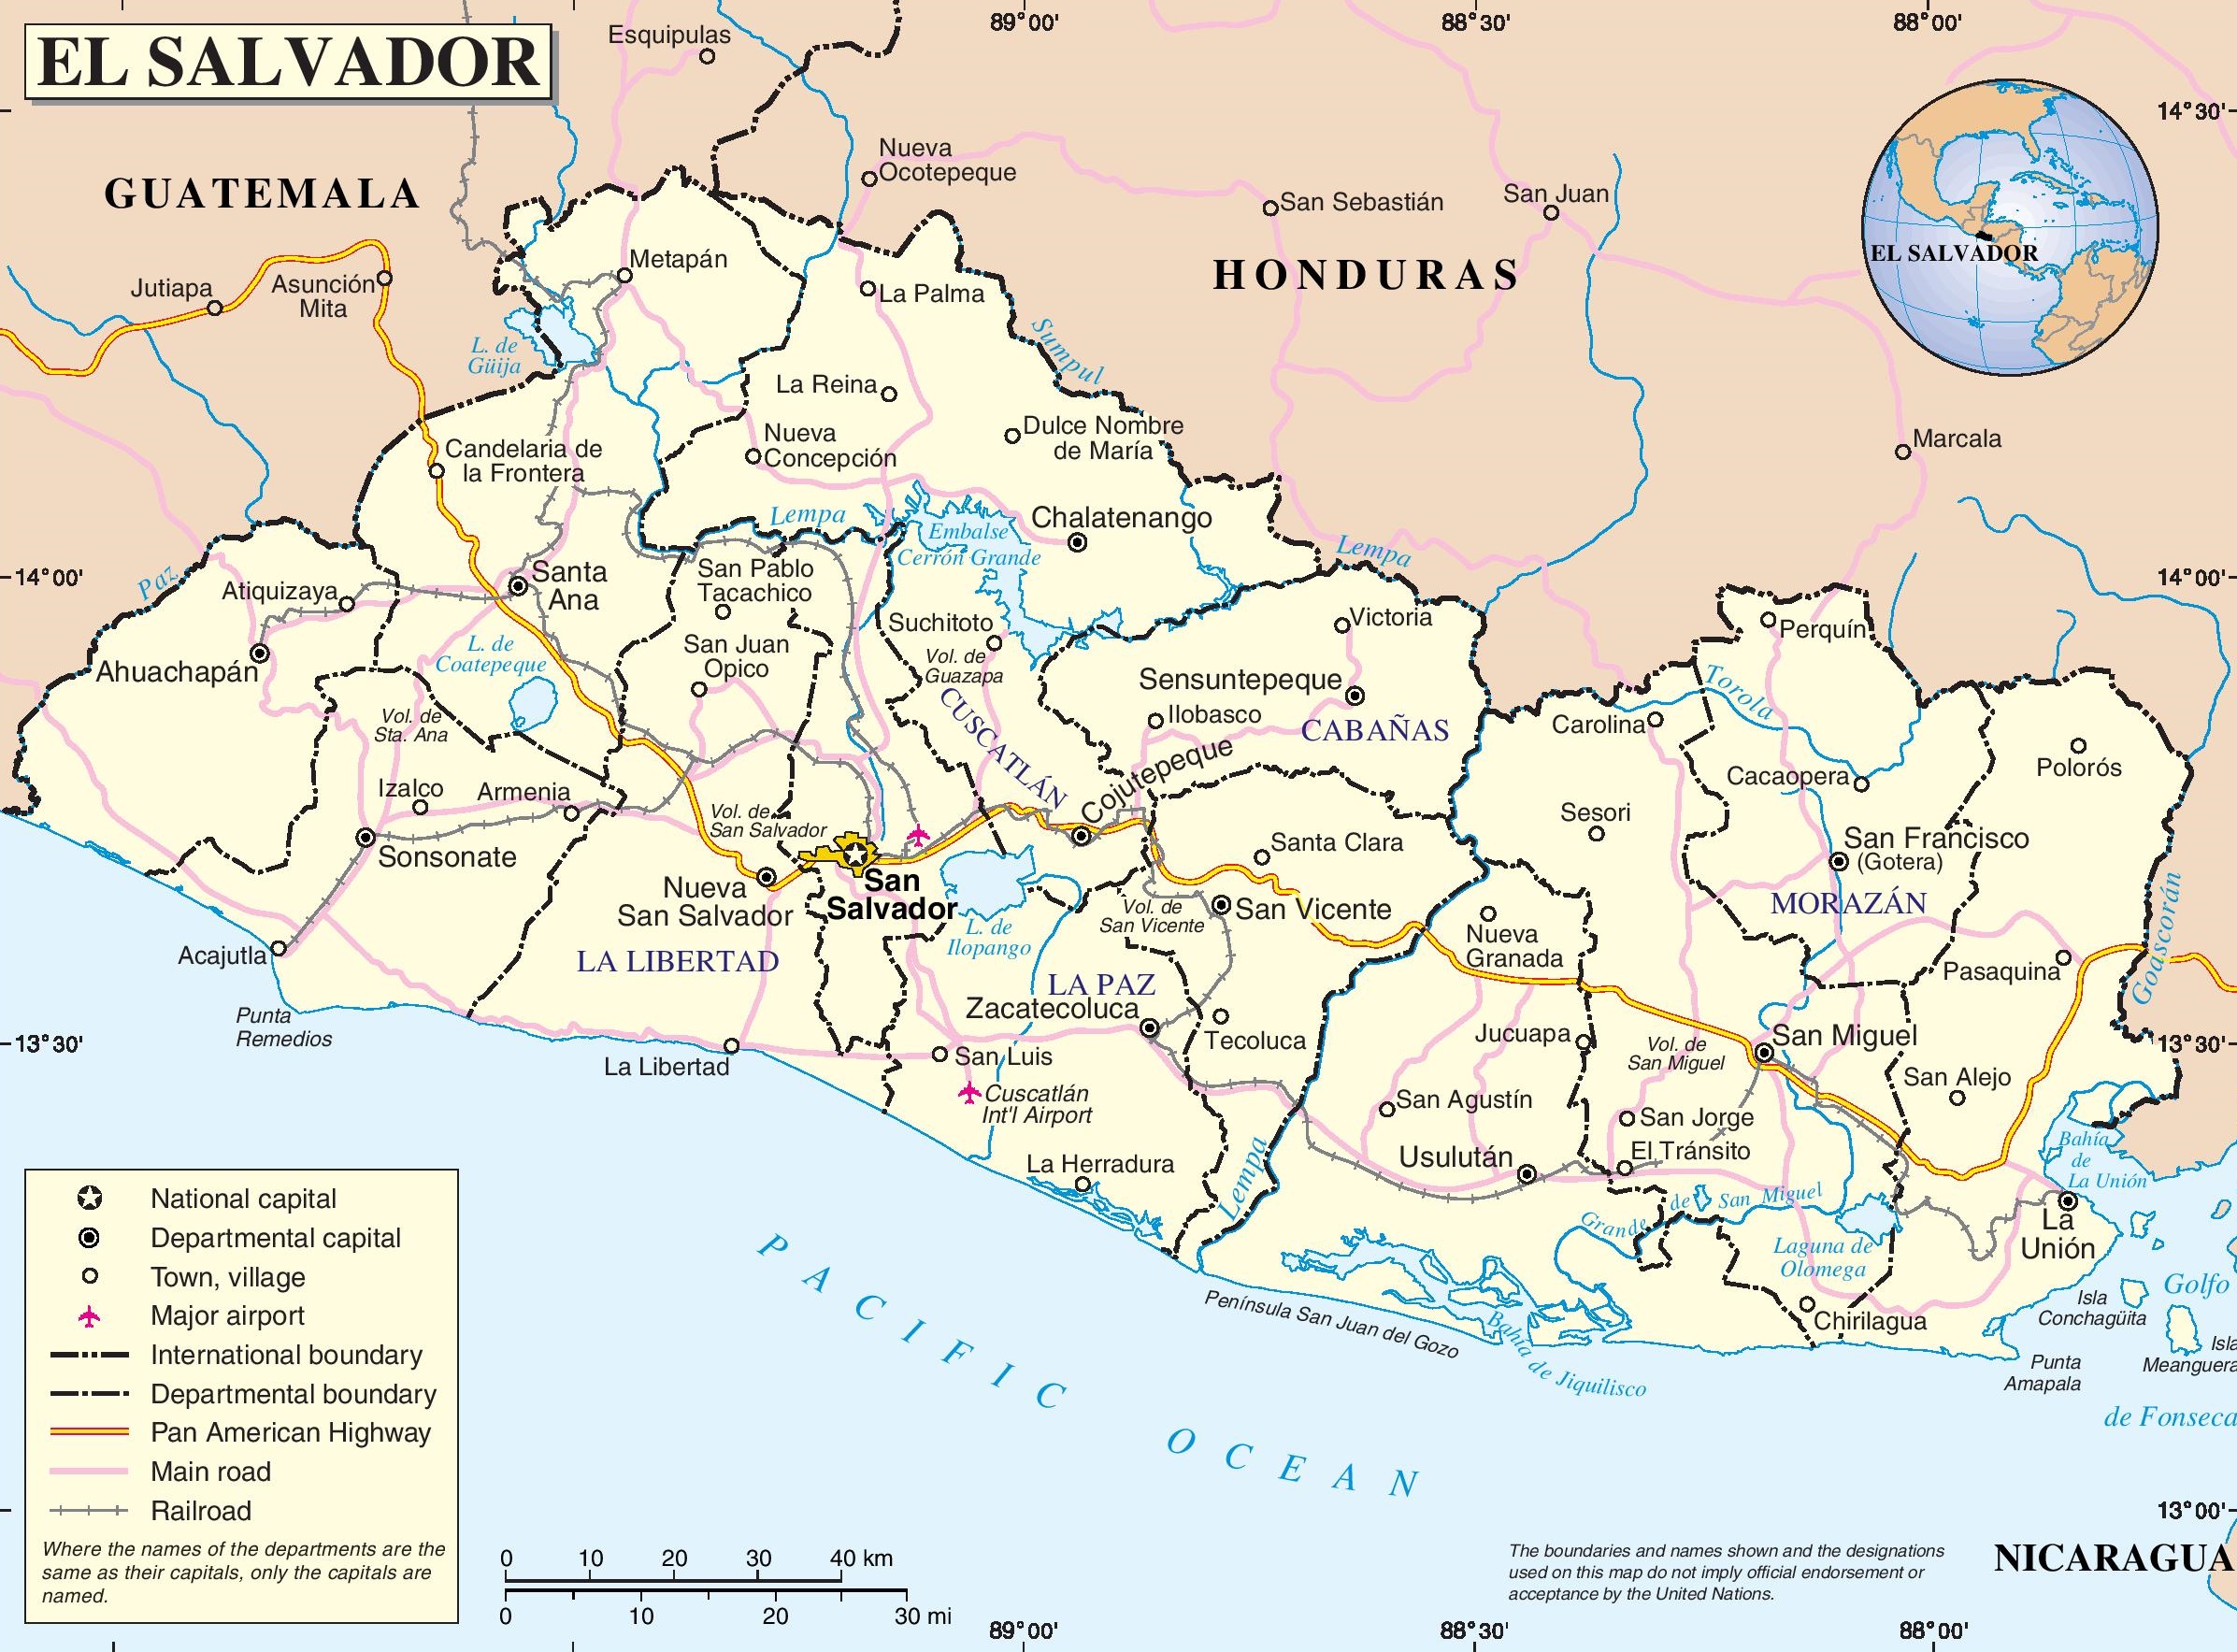 89°00'
88°30'
88°00'
EL SALVADOR
Esquipulas
14°30'
Nueva
Ocotepeque
GUATEMALA
San Sebastián
San Juan
HONDURAS
EL SALVADOR
Metapán
Jutiapa
Asunción
Mita
La Palma
L. de
Güija
Sumpul
La Reina
Dulce Nombre
de María
Nueva
Concepción
Marcala
Candelaria de
la Frontera
Lempa
Embalse
Cerrón Grande
Chalatenango
Lempa
14°00'
14°00'
Paz
Atiquizaya
Santa
Ana
San Pablo
Tacachico
Suchitoto
Victoria
Perquín
Ahuachapán
L. de
Coatepeque
San Juan
Opico
Vol. de
Guazapa
Sensuntepeque
Ilobasco
CABAÑAS
Torola
Carolina
Vol. de
Sta. Ana
CUSCATLÁN
Cojutepeque
Cacaopera
Polorós
Izalco
Armenia
Vol. de
San Salvador
Sesori
Santa Clara
San Francisco
(Gotera)
Sonsonate
Nueva
San Salvador
San
Salvador
Vol. de
San Vicente
San Vicente
MORAZÁN
L. de
Ilopango
Nueva
Granada
Goascorán
Acajutla
LA LIBERTAD
LA PAZ
Pasaquina
Zacatecoluca
Punta
Remedios
Tecoluca
Jucuapa
Vol. de
San Miguel
San Miguel
13°30'
13°30'
La Libertad
San Luis
Cuscatlán
Int'l Airport
San Agustín
San Jorge
San Alejo
El Tránsito
Usulután
Bahía
de
La Unión
La Herradura
Lempa
Grande
de
San Miguel
La
Unión
Laguna de
Olomega
Chirilagua
Golfo
Isla
Conchagüita
Isla
Meanguera
Punta
Amapala
de Fonseca
Península San Juan del Gozo
Bahía de Jiquilisco
PACIFIC
OCEAN
National capital
Departmental capital
Town, village
Major airport
International boundary
Departmental boundary
Pan American Highway
Main road
Railroad
Where the names of the departments are the
same as their capitals, only the capitals are
named.
0 10 20 30 40 km
0 10 20 30 mi
13°00'
NICARAGUA
The boundaries and names shown and the designations
used on this map do not imply official endorsement or
acceptance by the United Nations.
89°00'
88°30'
88°00'